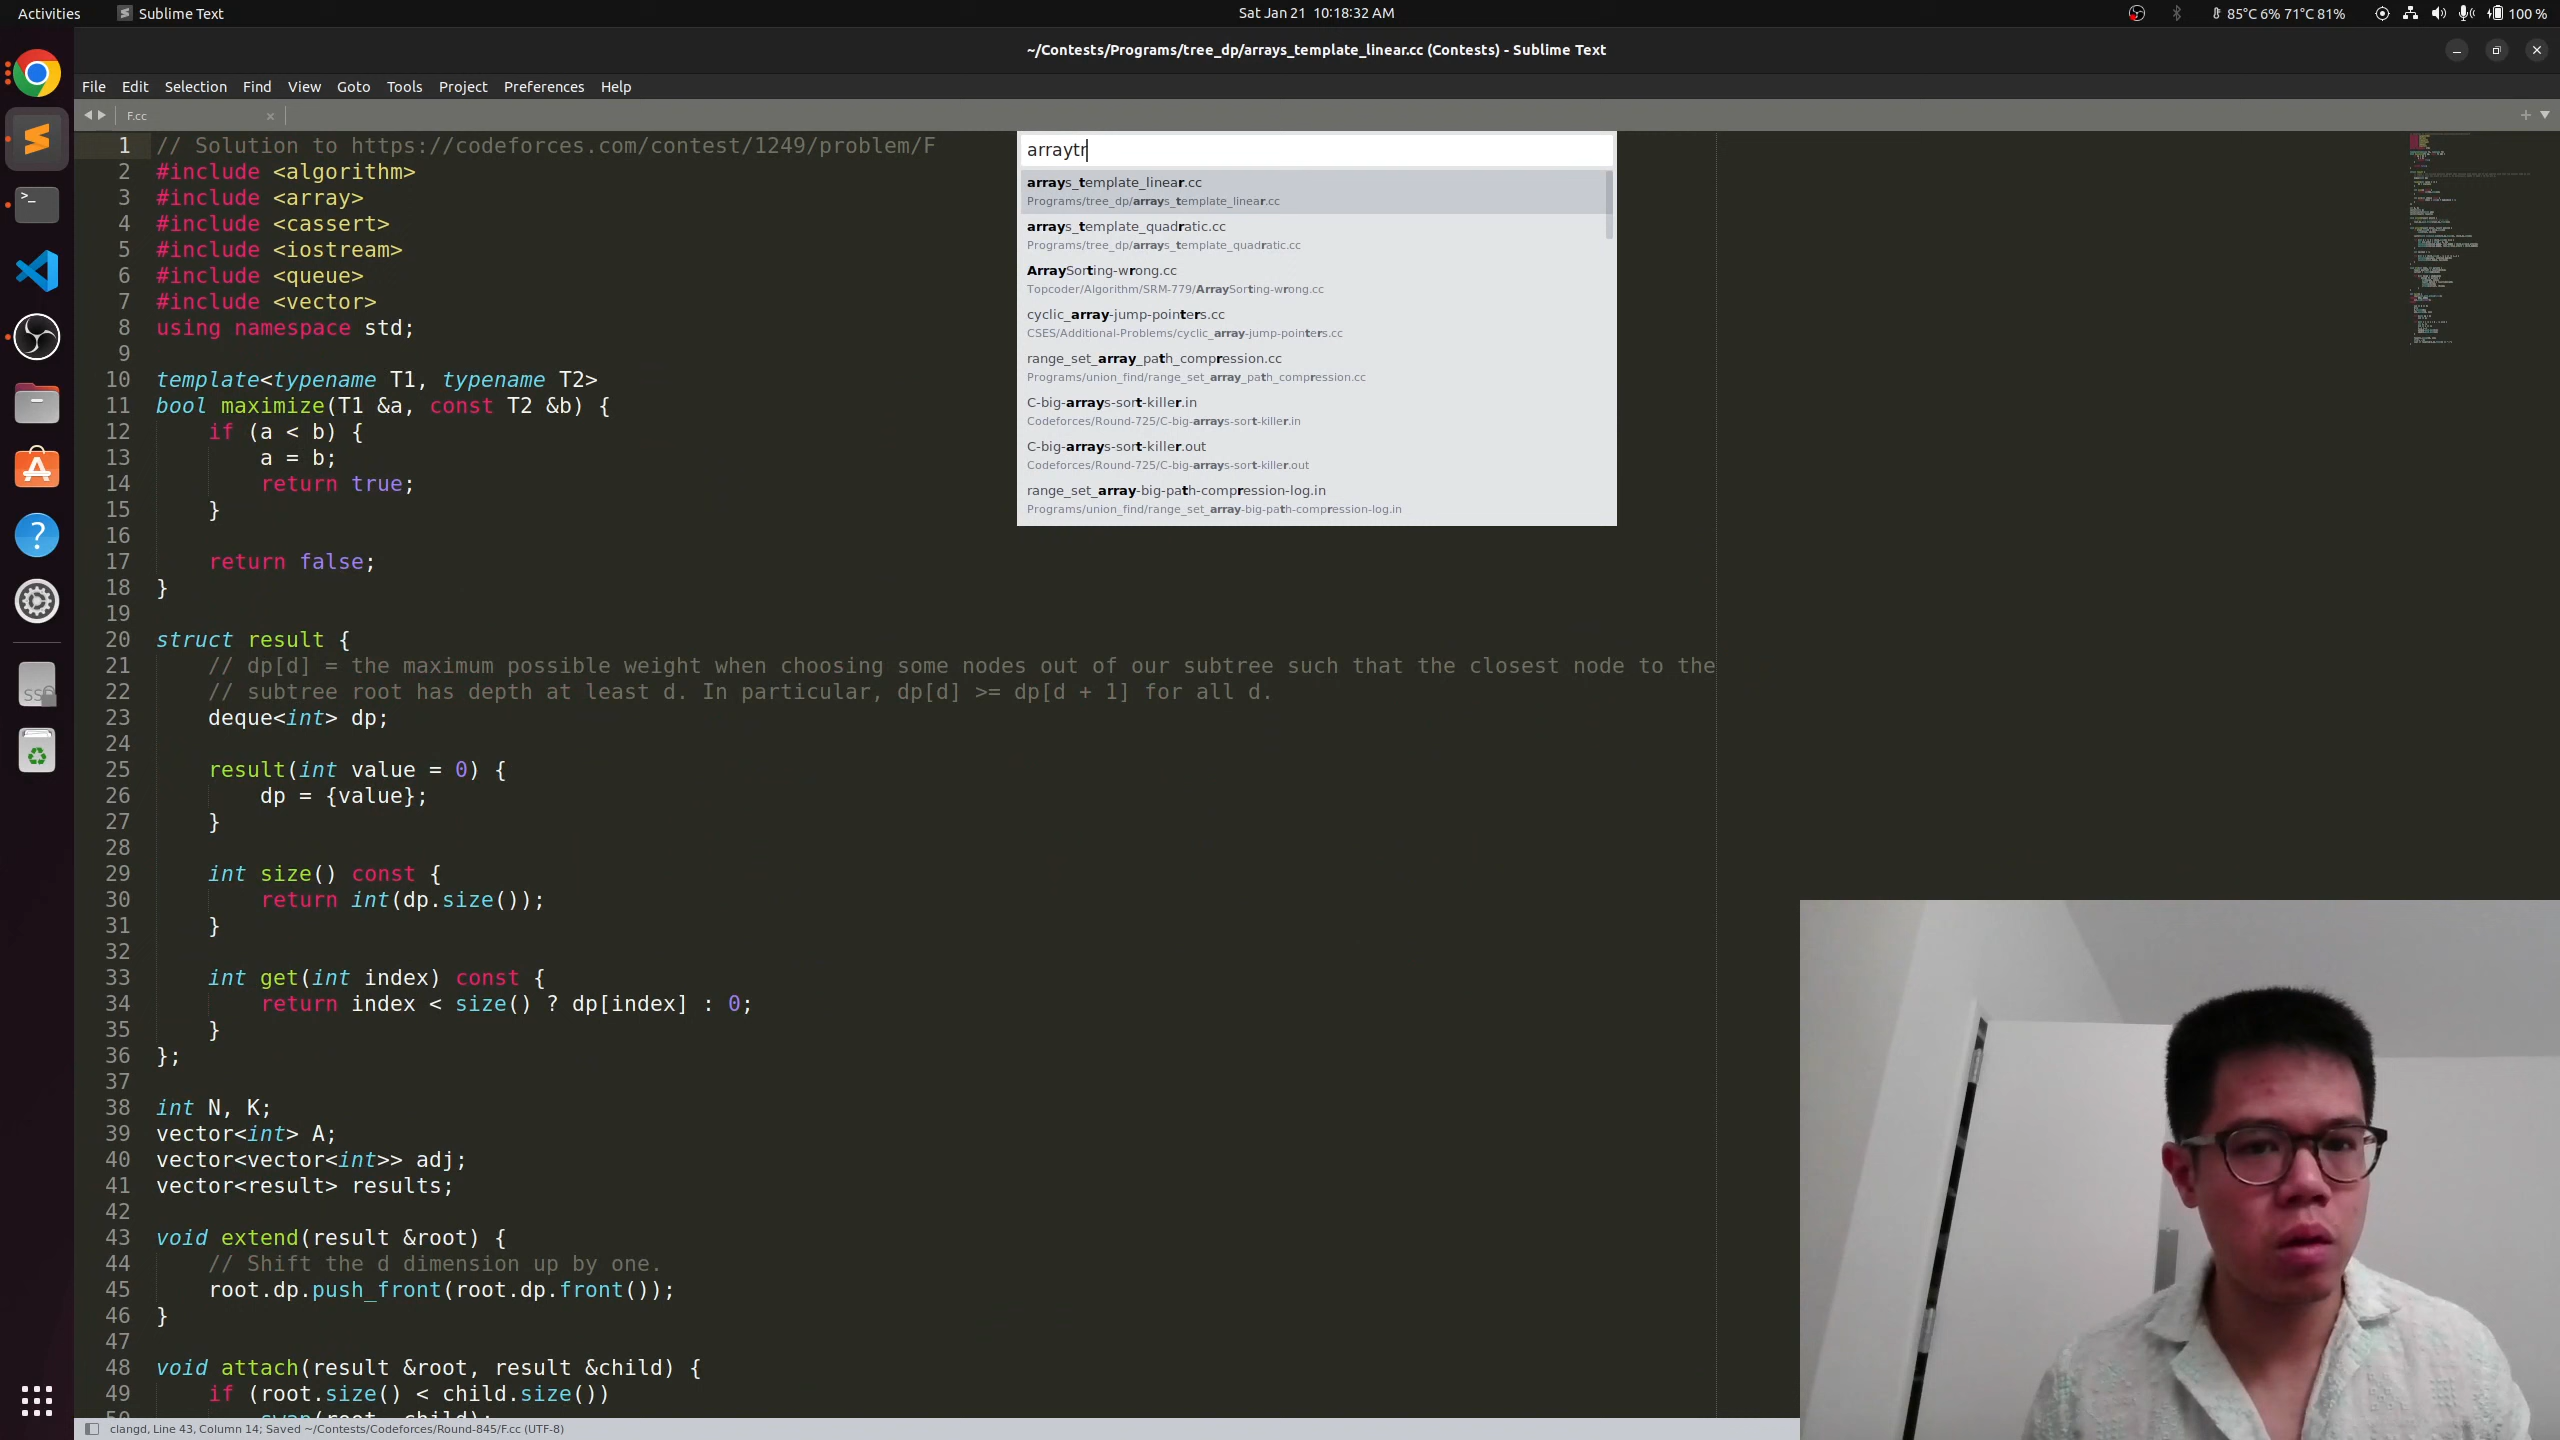 Activities
Sublime Text
Sat Jan 21 10:18:32 AM
85°C 6% 71°C 81%
100 %
~/Contests/Programs/tree_dp/arrays_template_linear.cc (Contests) - Sublime Text
File Edit Selection Find View Goto Tools Project Preferences Help
F.cc
arraytr
arrays_template_linear.cc
Programs/tree_dp/arrays_template_linear.cc
arrays_template_quadratic.cc
Programs/tree_dp/arrays_template_quadratic.cc
ArraySorting-wrong.cc
Topcoder/Algorithm/SRM-779/ArraySorting-wrong.cc
cyclic_array-jump-pointers.cc
CSES/Additional-Problems/cyclic_array-jump-pointers.cc
range_set_array_path_compression.cc
Programs/union_find/range_set_array_path_compression.cc
C-big-arrays-sort-killer.in
Codeforces/Round-725/C-big-arrays-sort-killer.in
C-big-arrays-sort-killer.out
Codeforces/Round-725/C-big-arrays-sort-killer.out
range_set_array-big-path-compression-log.in
Programs/union_find/range_set_array-big-path-compression-log.in
1 // Solution to https://codeforces.com/contest/1249/problem/F
2 #include <algorithm>
3 #include <array>
4 #include <cassert>
5 #include <iostream>
6 #include <queue>
7 #include <vector>
8 using namespace std;
9
10 template<typename T1, typename T2>
11 bool maximize(T1 &a, const T2 &b) {
12 if (a < b) {
13 a = b;
14 return true;
15 }
16
17 return false;
18 }
19
20 struct result {
21 // dp[d] = the maximum possible weight when choosing some nodes out of our subtree such that the closest node to the
22 // subtree root has depth at least d. In particular, dp[d] >= dp[d + 1] for all d.
23 deque<int> dp;
24
25 result(int value = 0) {
26 dp = {value};
27 }
28
29 int size() const {
30 return int(dp.size());
31 }
32
33 int get(int index) const {
34 return index < size() ? dp[index] : 0;
35 }
36 };
37
38 int N, K;
39 vector<int> A;
40 vector<vector<int>> adj;
41 vector<result> results;
42
43 void extend(result &root) {
44 // Shift the d dimension up by one.
45 root.dp.push_front(root.dp.front());
46 }
47
48 void attach(result &root, result &child) {
49 if (root.size() < child.size())
50 swap(root, child);
clangd, Line 43, Column 14; Saved ~/Contests/Codeforces/Round-845/F.cc (UTF-8)